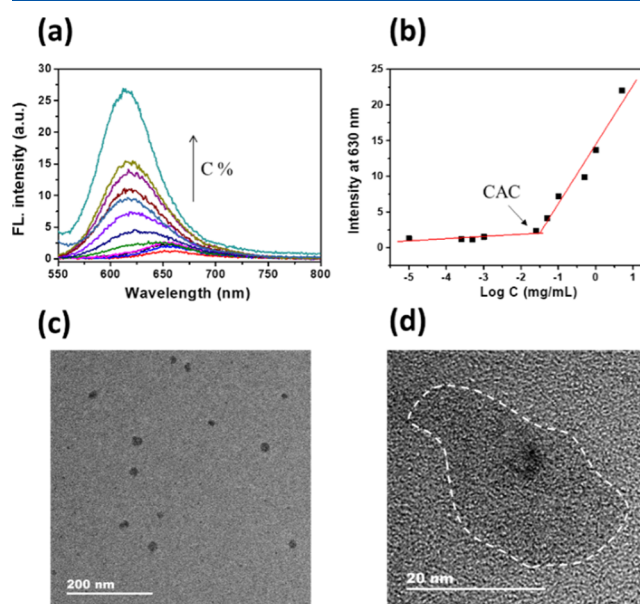 (a)
FL. intensity (a.u.)
30
25
20
15
10
5
0
C %
550 600 650 700 750 800
Wavelength (nm)
(b)
Intensity at 630 nm
25
20
15
10
5
0
CAC
-5 -4 -3 -2 -1 0 1
Log C (mg/mL)
(c)
200 nm
(d)
20 nm